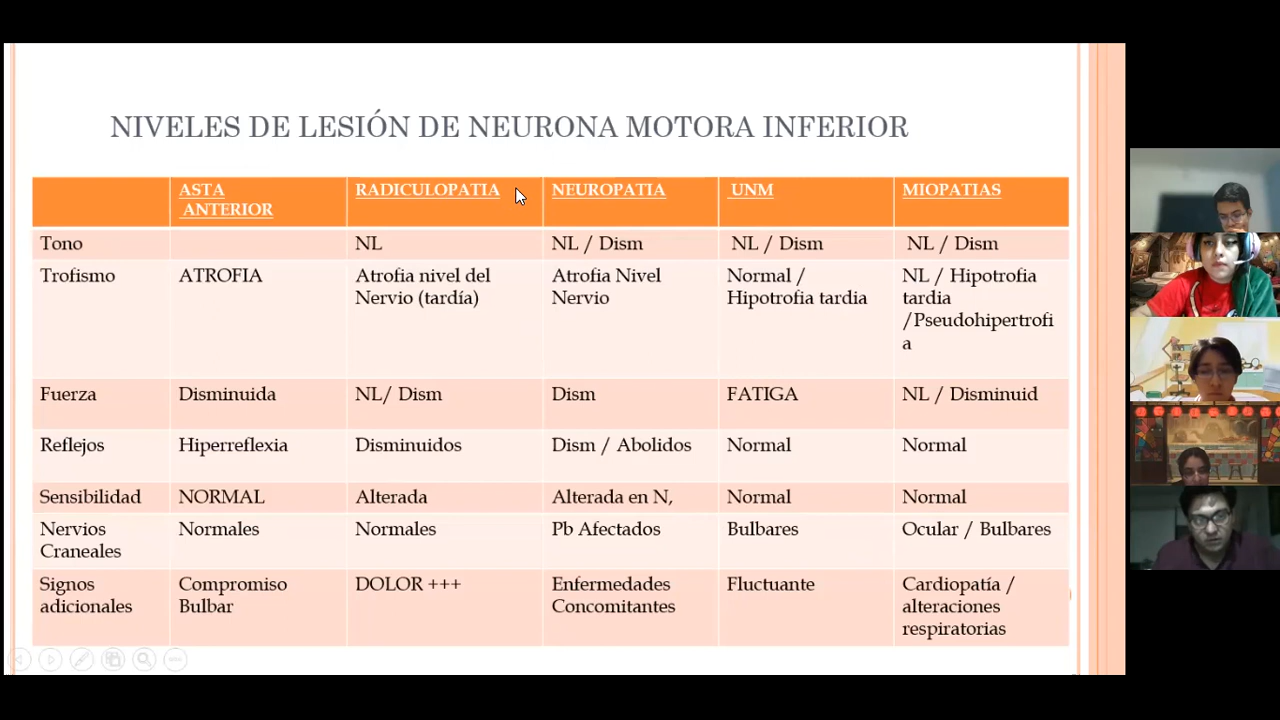 NIVELES DE LESIÓN DE NEURONA MOTORA INFERIOR
ASTA
ANTERIOR
RADICULOPATIA
NEUROPATIA
UNM
MIOPATIAS
Tono
NL
NL / Dism
NL / Dism
NL / Dism
Trofismo
ATROFIA
Atrofia nivel del
Nervio (tardía)
Atrofia Nivel
Nervio
Normal /
Hipotrofia tardia
NL / Hipotrofia
tardia
/Pseudohipertrofi
a
Fuerza
Disminuida
NL/ Dism
Dism
FATIGA
NL / Disminuid
Reflejos
Hiperreflexia
Disminuidos
Dism / Abolidos
Normal
Normal
Sensibilidad
NORMAL
Alterada
Alterada en N,
Normal
Normal
Nervios
Craneales
Normales
Normales
Pb Afectados
Bulbares
Ocular / Bulbares
Signos
adicionales
Compromiso
Bulbar
DOLOR +++
Enfermedades
Concomitantes
Fluctuante
Cardiopatía /
alteraciones
respiratorias